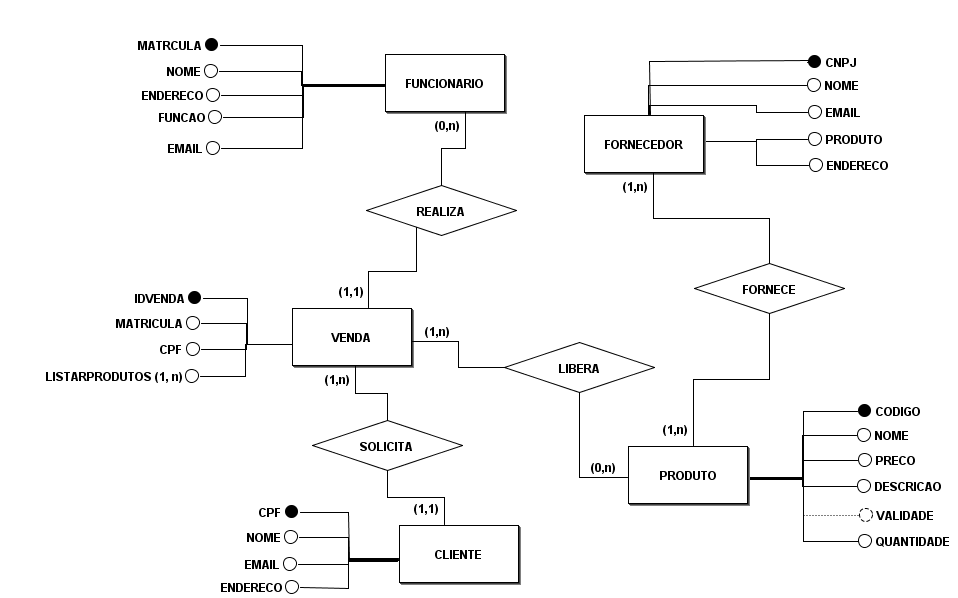 MATRCULA
NOME
ENDERECO
FUNCAO
EMAIL
FUNCIONARIO
(0,n)
REALIZA
(1,1)
CNPJ
NOME
EMAIL
PRODUTO
ENDERECO
FORNECEDOR
(1,n)
FORNECE
(1,n)
IDVENDA
MATRICULA
CPF
LISTARPRODUTOS (1, n)
VENDA
(1,n)
(1,n)
LIBERA
(0,n)
SOLICITA
(1,1)
CPF
NOME
EMAIL
ENDERECO
CLIENTE
PRODUTO
CODIGO
NOME
PRECO
DESCRICAO
VALIDADE
QUANTIDADE